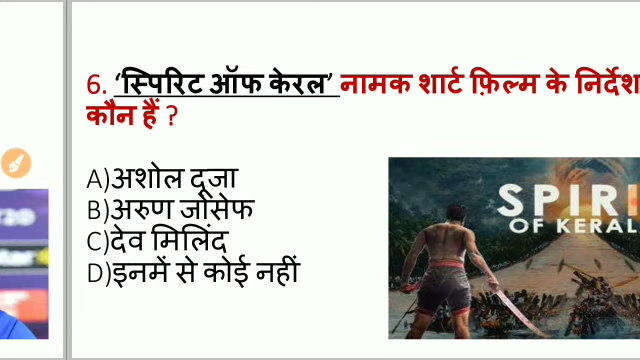 6. ‘स्पिरिट ऑफ केरल’ नामक शार्ट फ़िल्म के निर्देश
कौन हैं ?
A)अशोल दूजा
B)अरुण जोसेफ
C)देव मिलिंद
D)इनमें से कोई नहीं
SPIRI
OF KERAL